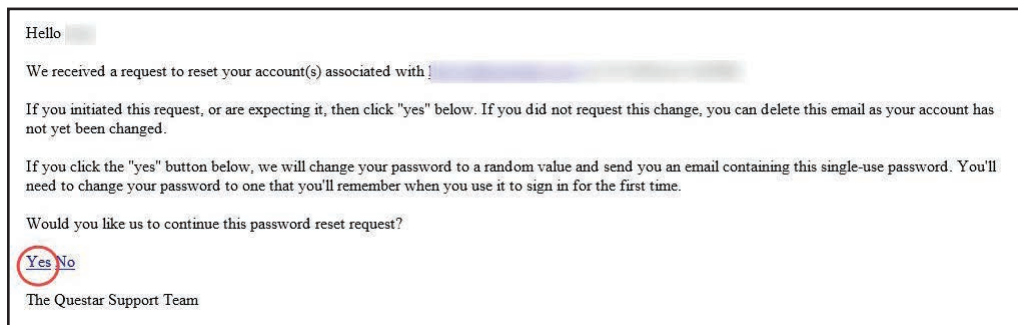 Hello
We received a request to reset your account(s) associated with
If you initiated this request, or are expecting it, then click "yes" below. If you did not request this change, you can delete this email as your account has
not yet been changed.
If you click the "yes" button below, we will change your password to a random value and send you an email containing this single-use password. You'll
need to change your password to one that you'll remember when you use it to sign in for the first time.
Would you like us to continue this password reset request?
Yes No
The Questar Support Team